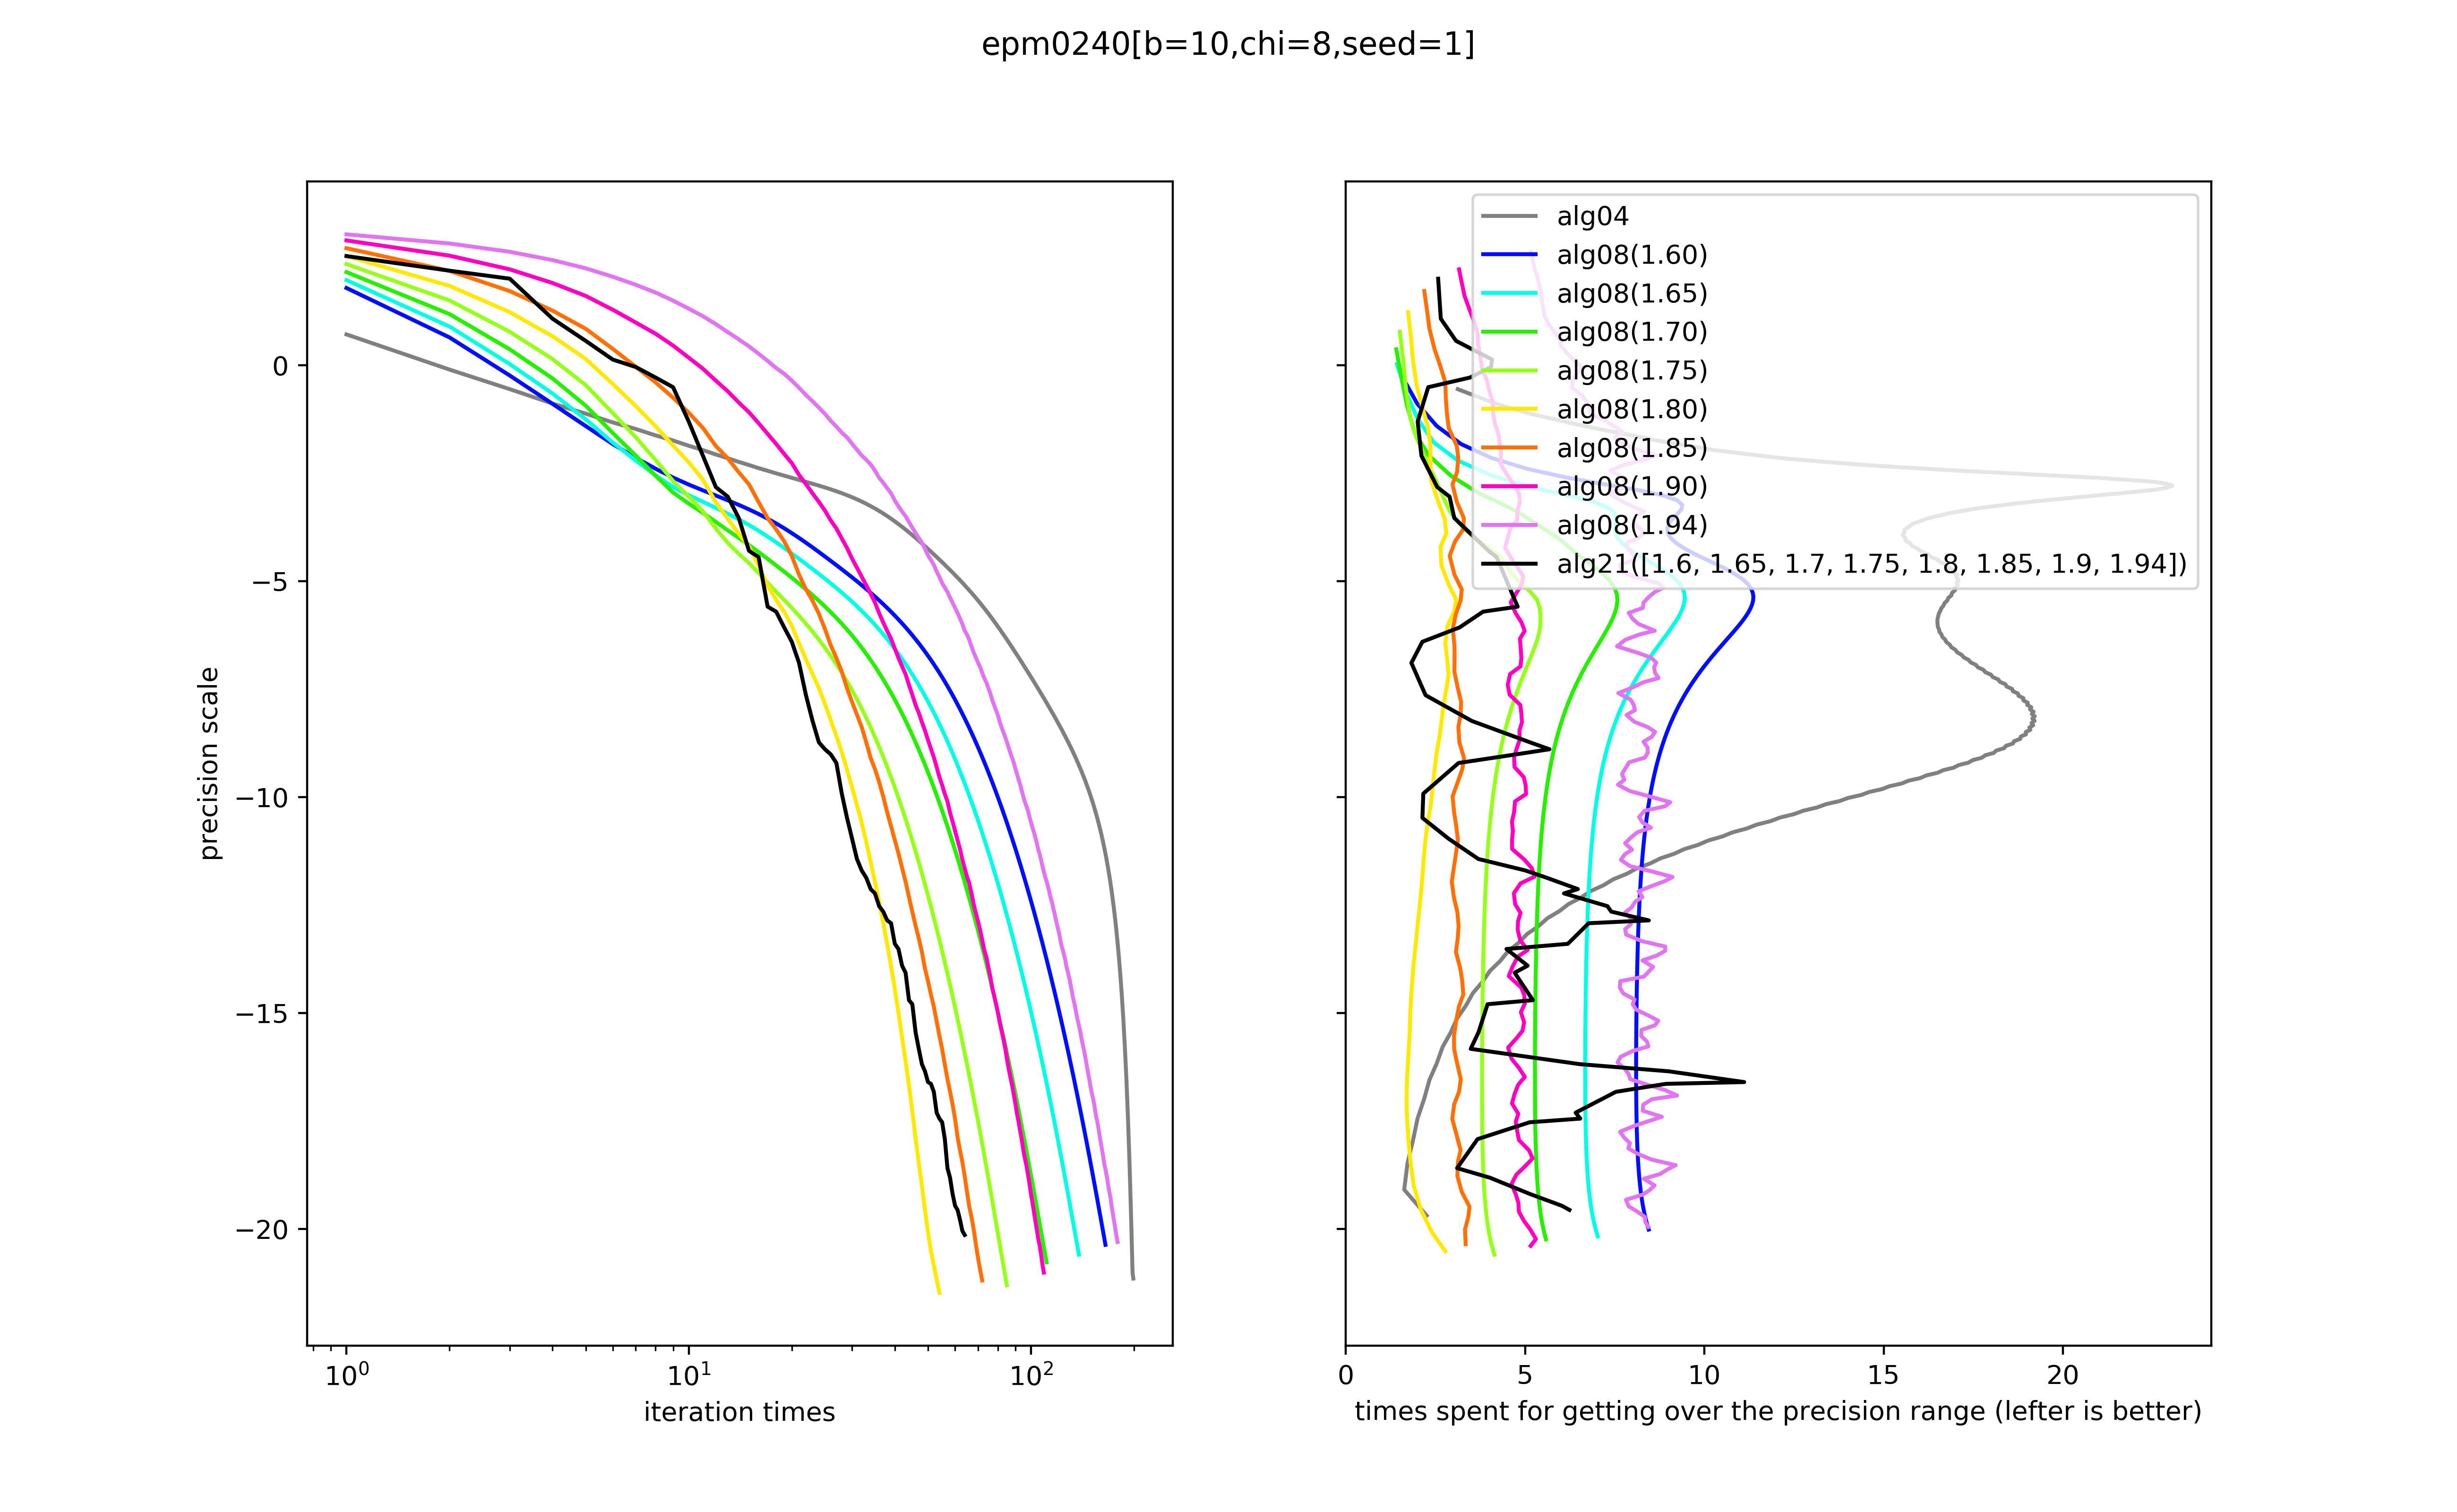 epm0240[b=10,chi=8,seed=1]
precision scale
0
−5
−10
−15
−20
10⁰ 10¹ 10²
iteration times
alg04
alg08(1.60)
alg08(1.65)
alg08(1.70)
alg08(1.75)
alg08(1.80)
alg08(1.85)
alg08(1.90)
alg08(1.94)
alg21([1.6, 1.65, 1.7, 1.75, 1.8, 1.85, 1.9, 1.94])
0 5 10 15 20
times spent for getting over the precision range (lefter is better)